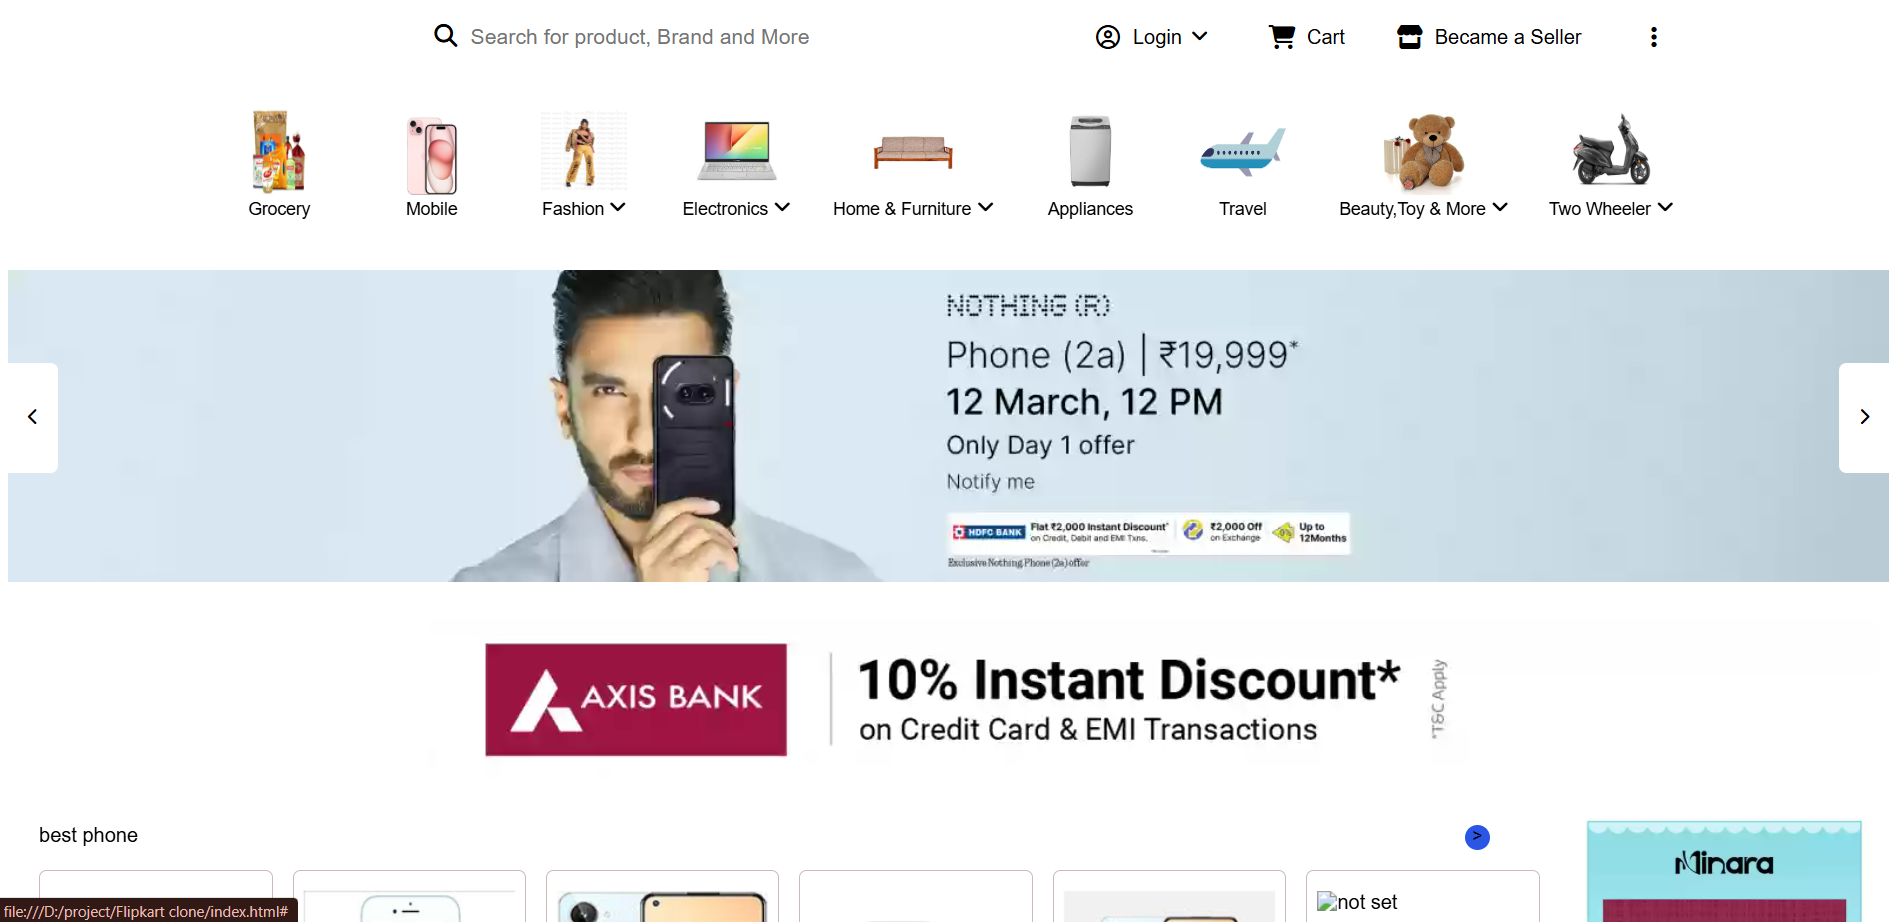 Search for product, Brand and More
Login
Cart
Became a Seller
Grocery
Mobile
Fashion
Electronics
Home & Furniture
Appliances
Travel
Beauty,Toy & More
Two Wheeler
NOTHING (R)
Phone (2a) | ₹19,999*
12 March, 12 PM
Only Day 1 offer
Notify me
HDFC BANK
Flat ₹2,000 Instant Discount*
on Credit, Debit and EMI Txns.
₹2,000 Off
on Exchange
Up to
12Months
Exclusive Nothing Phone (2a) offer
AXIS BANK
10% Instant Discount*
on Credit Card & EMI Transactions
*T&C Apply
best phone
>
Minara
not set
file:///D:/project/Flipkart clone/index.html#